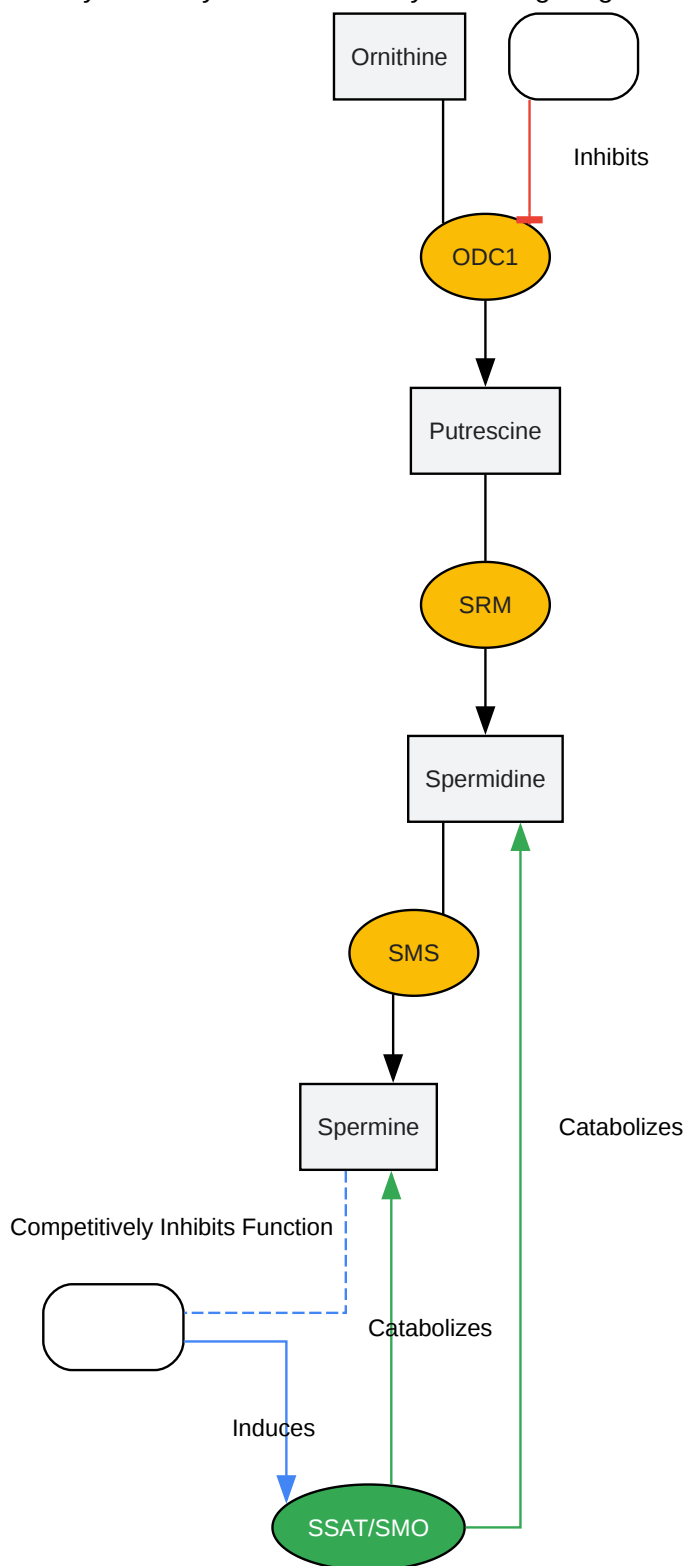 Ornithine
Inhibits
ODC1
Putrescine
SRM
Spermidine
SMS
Spermine
Catabolizes
Competitively Inhibits Function
Catabolizes
Induces
SSAT/SMO